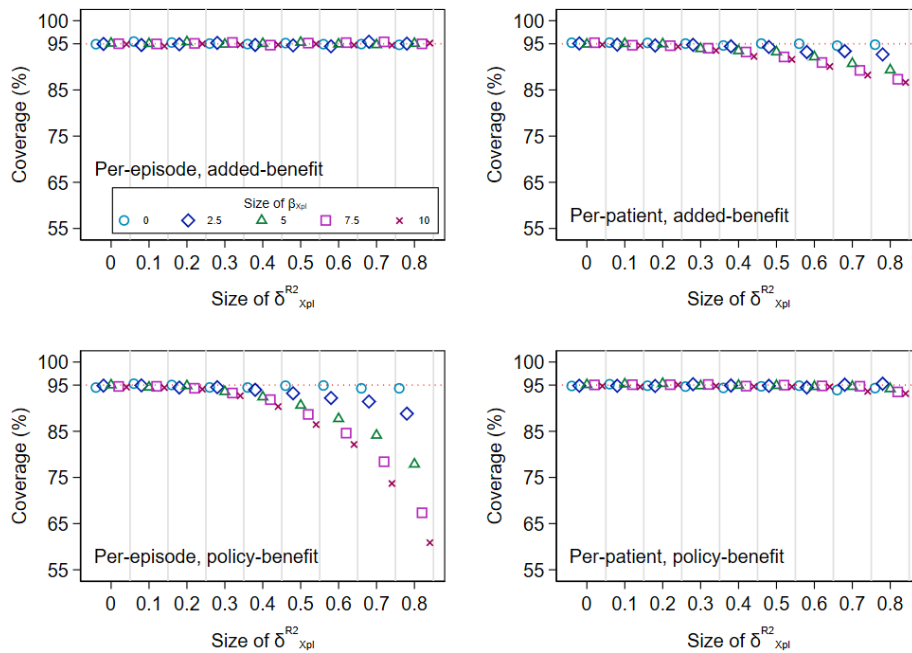 100
95
85
75
65
55
Coverage (%)
Per-episode, added-benefit
Size of βXpl
0 2.5 5 7.5 10
0 0.1 0.2 0.3 0.4 0.5 0.6 0.7 0.8
Size of δR2Xpl
100
95
85
75
65
55
Coverage (%)
Per-patient, added-benefit
0 0.1 0.2 0.3 0.4 0.5 0.6 0.7 0.8
Size of δR2Xpl
100
95
85
75
65
55
Coverage (%)
Per-episode, policy-benefit
0 0.1 0.2 0.3 0.4 0.5 0.6 0.7 0.8
Size of δR2Xpl
100
95
85
75
65
55
Coverage (%)
Per-patient, policy-benefit
0 0.1 0.2 0.3 0.4 0.5 0.6 0.7 0.8
Size of δR2Xpl